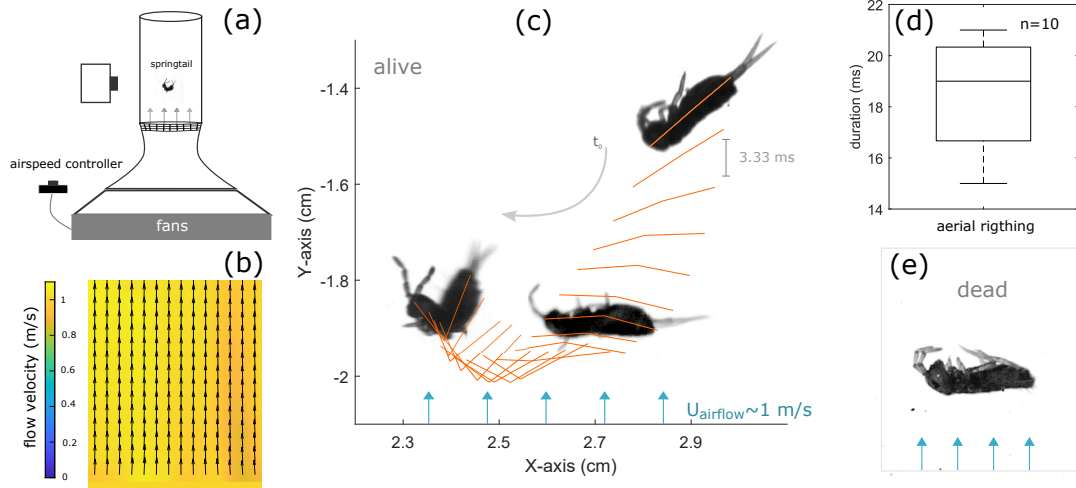 (a)
springtail
airspeed controller
fans
(b)
flow velocity (m/s)
1
0.8
0.6
0.4
0.2
0
(c)
alive
t₀
3.33 ms
Y-axis (cm)
-1.4
-1.6
-1.8
-2
U_airflow~1 m/s
2.3
2.5
2.7
2.9
X-axis (cm)
(d)
n=10
duration (ms)
22
20
18
16
14
aerial rigthing
(e)
dead